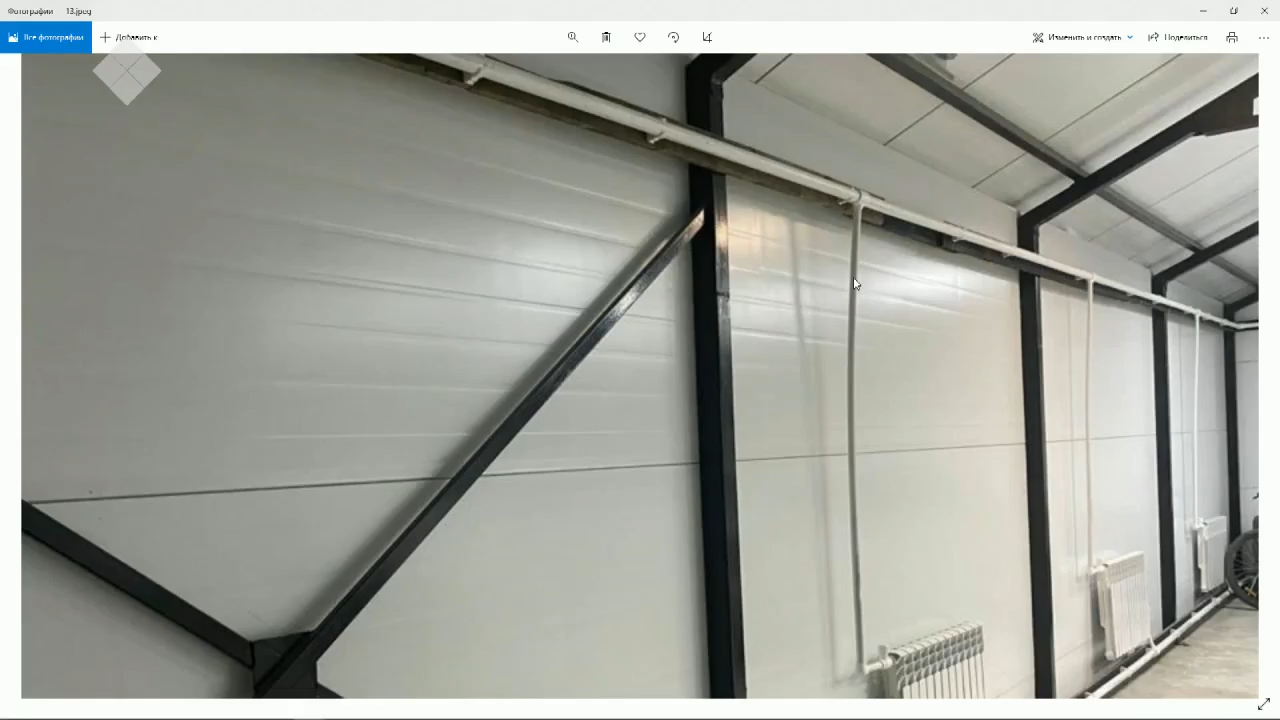 Фотографии 13.jpeg
Все фотографии
Добавить к
Изменить и создать
Поделиться